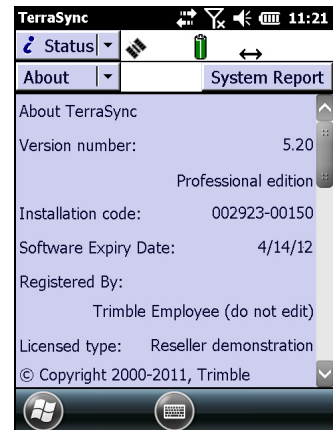 TerraSync 11:21
Status
About System Report
About TerraSync
Version number: 5.20
Professional edition
Installation code: 002923-00150
Software Expiry Date: 4/14/12
Registered By:
Trimble Employee (do not edit)
Licensed type: Reseller demonstration
© Copyright 2000-2011, Trimble